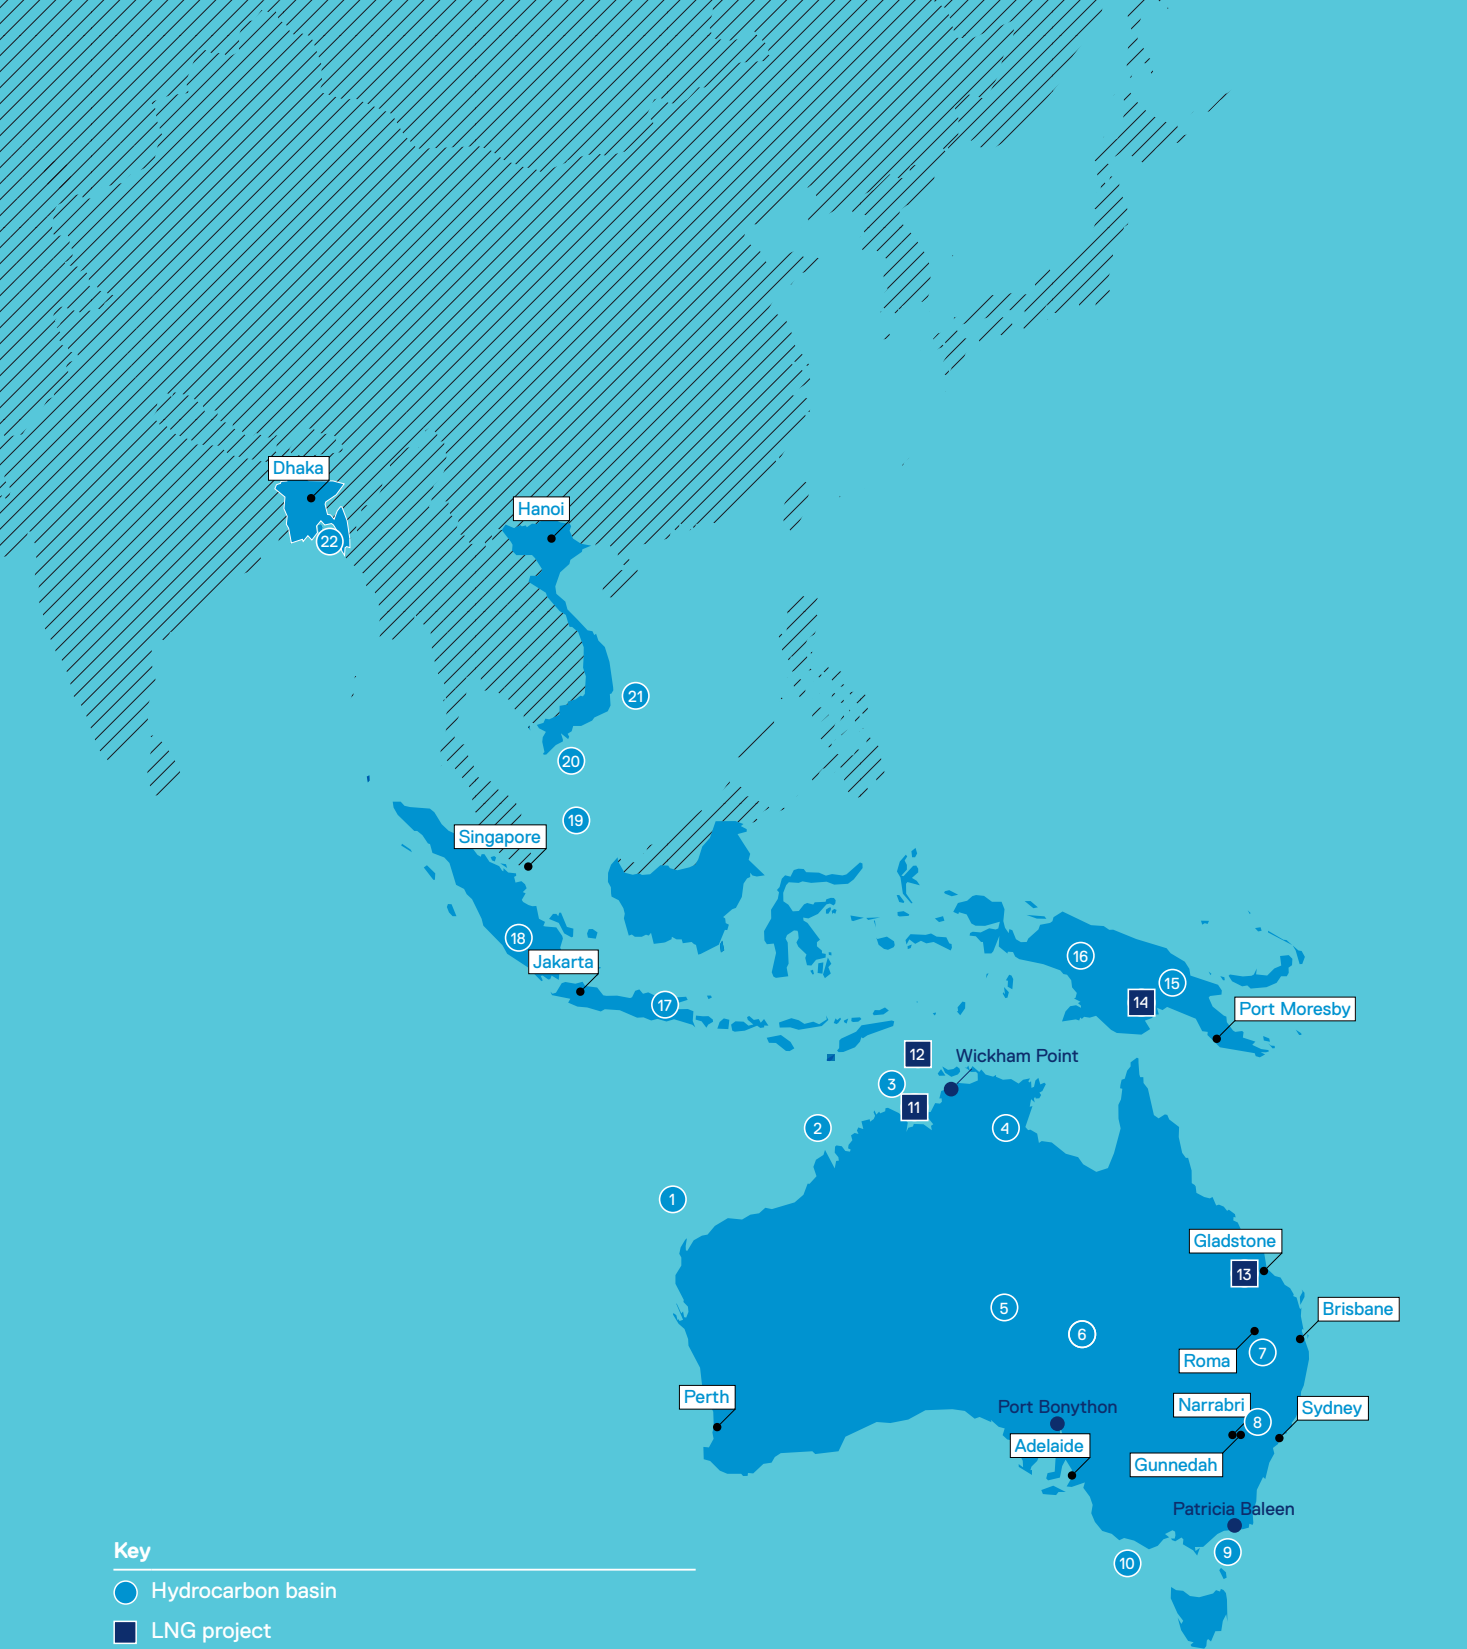 Dhaka
Hanoi
22
21
20
19
Singapore
18
Jakarta
16
15
17
14
Port Moresby
12
Wickham Point
3
11
2
4
1
Gladstone
13
5
Brisbane
6
7
Roma
Perth
Port Bonython
Narrabri
Sydney
8
Adelaide
Gunnedah
Patricia Baleen
9
10
Key
Hydrocarbon basin
LNG project